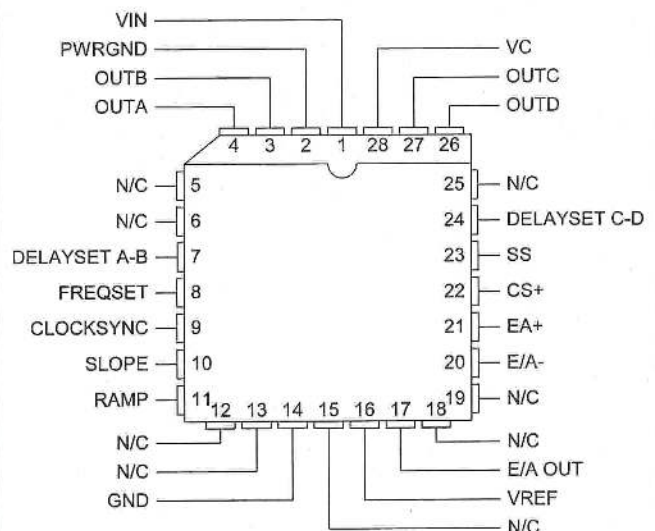 VIN
PWRGND
OUTB
OUTA
VC
OUTC
OUTD
4 3 2 1 28 27 26
N/C 5
N/C 6
DELAYSET A-B 7
FREQSET 8
CLOCKSYNC 9
SLOPE 10
RAMP 11
25 N/C
24 DELAYSET C-D
23 SS
22 CS+
21 EA+
20 E/A-
19 N/C
12 13 14 15 16 17 18
N/C
N/C
GND
N/C
E/A OUT
VREF
N/C